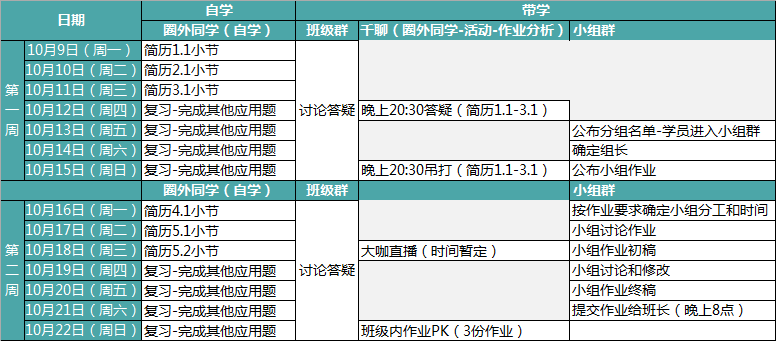 日期 自学 带学
圈外同学（自学） 班级群 千聊（圈外同学-活动-作业分析） 小组群
第一周
10月9日（周一） 简历1.1小节
10月10日（周二） 简历2.1小节
10月11日（周三） 简历3.1小节
10月12日（周四） 复习-完成其他应用题 讨论答疑 晚上20:30答疑（简历1.1-3.1）
10月13日（周五） 复习-完成其他应用题 公布分组名单-学员进入小组群
10月14日（周六） 复习-完成其他应用题 确定组长
10月15日（周日） 复习-完成其他应用题 晚上20:30吊打（简历1.1-3.1） 公布小组作业
圈外同学（自学） 班级群 小组群
第二周
10月16日（周一） 简历4.1小节 按作业要求确定小组分工和时间
10月17日（周二） 简历5.1小节 小组讨论作业
10月18日（周三） 简历5.2小节 大咖直播（时间暂定） 小组作业初稿
10月19日（周四） 复习-完成其他应用题 讨论答疑 小组讨论和修改
10月20日（周五） 复习-完成其他应用题 小组作业终稿
10月21日（周六） 复习-完成其他应用题 提交作业给班长（晚上8点）
10月22日（周日） 复习-完成其他应用题 班级内作业PK（3份作业）